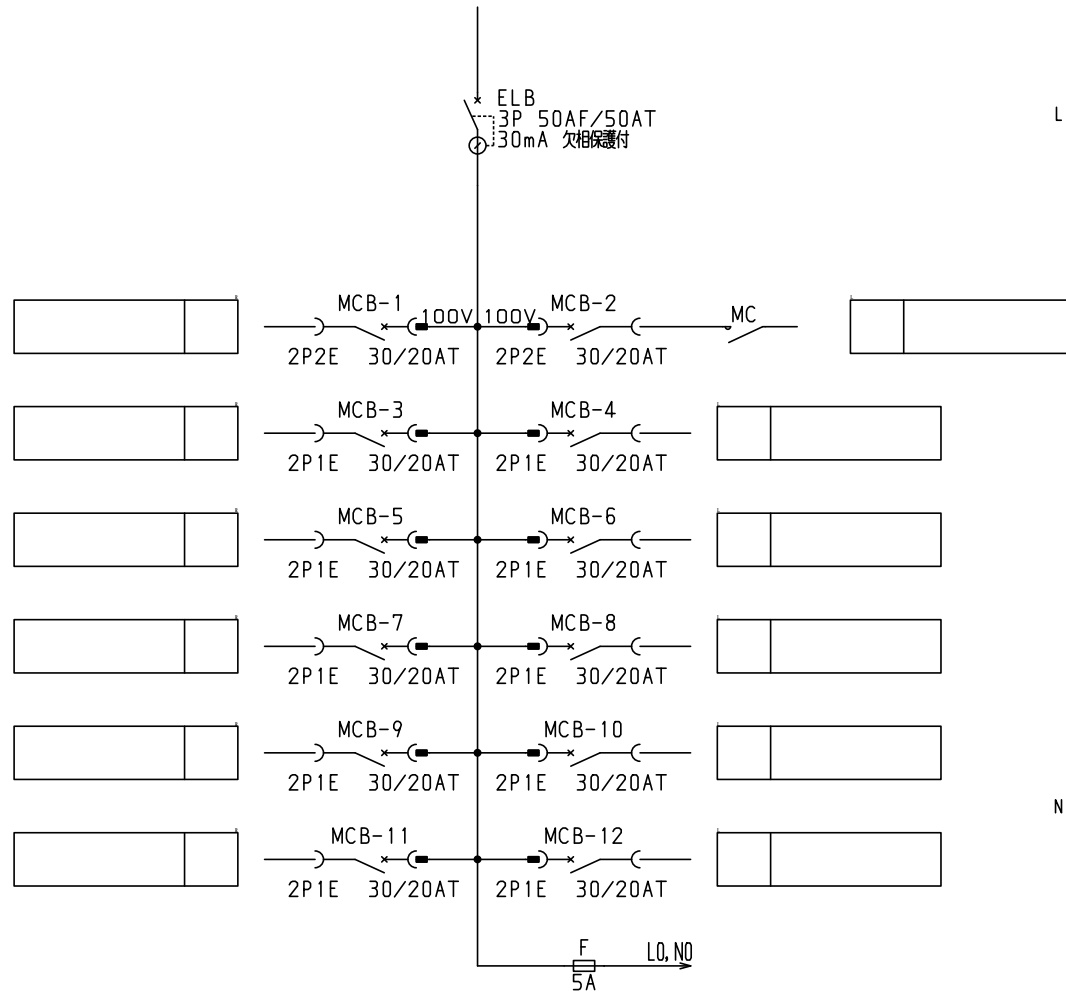 ELB
3P 50AF/50AT
30mA 欠相保護付
L
MCB-1 100V 100V MCB-2 MC
2P2E 30/20AT 2P2E 30/20AT
MCB-3 MCB-4
2P1E 30/20AT 2P1E 30/20AT
MCB-5 MCB-6
2P1E 30/20AT 2P1E 30/20AT
MCB-7 MCB-8
2P1E 30/20AT 2P1E 30/20AT
MCB-9 MCB-10
2P1E 30/20AT 2P1E 30/20AT
N
MCB-11 MCB-12
2P1E 30/20AT 2P1E 30/20AT
F L0,N0
5A